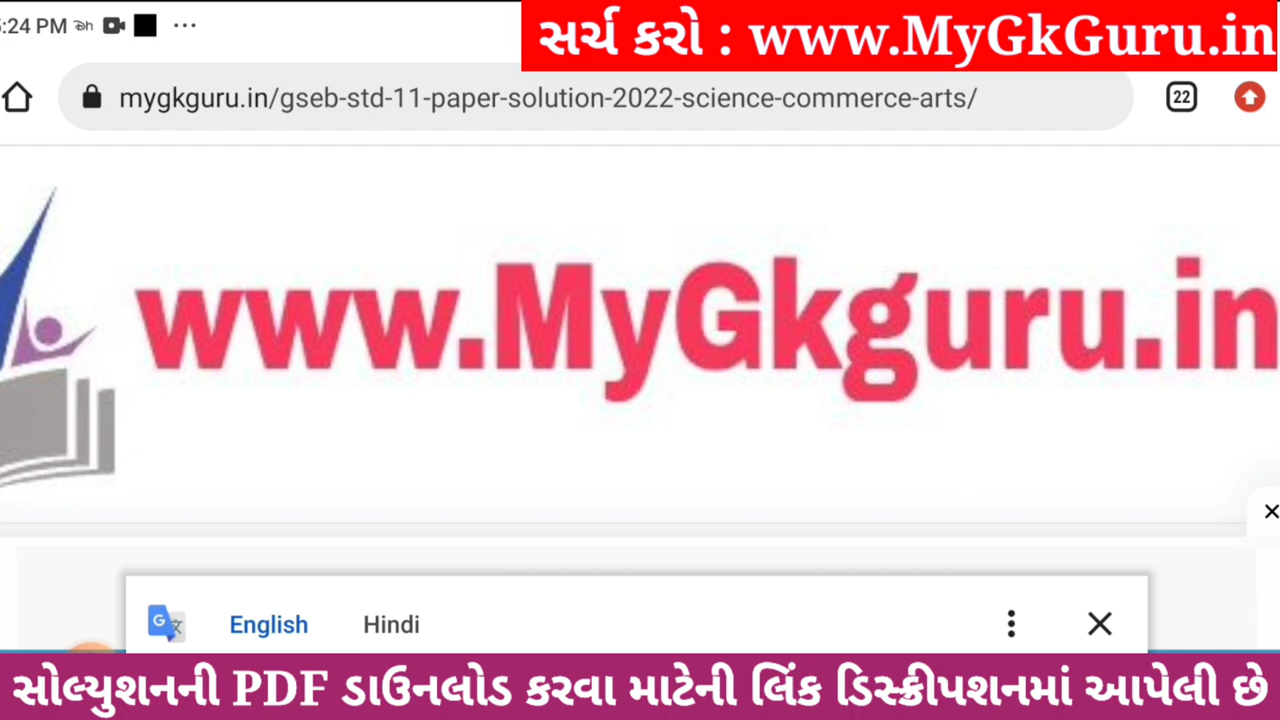 :24 PM
સર્ચ કરો : www.MyGkGuru.in
mygkguru.in/gseb-std-11-paper-solution-2022-science-commerce-arts/
22
www.MyGkguru.in
English Hindi
સોલ્યુશનની PDF ડાઉનલોડ કરવા માટેની લિંક ડિસ્ક્રીપશનમાં આપેલી છે